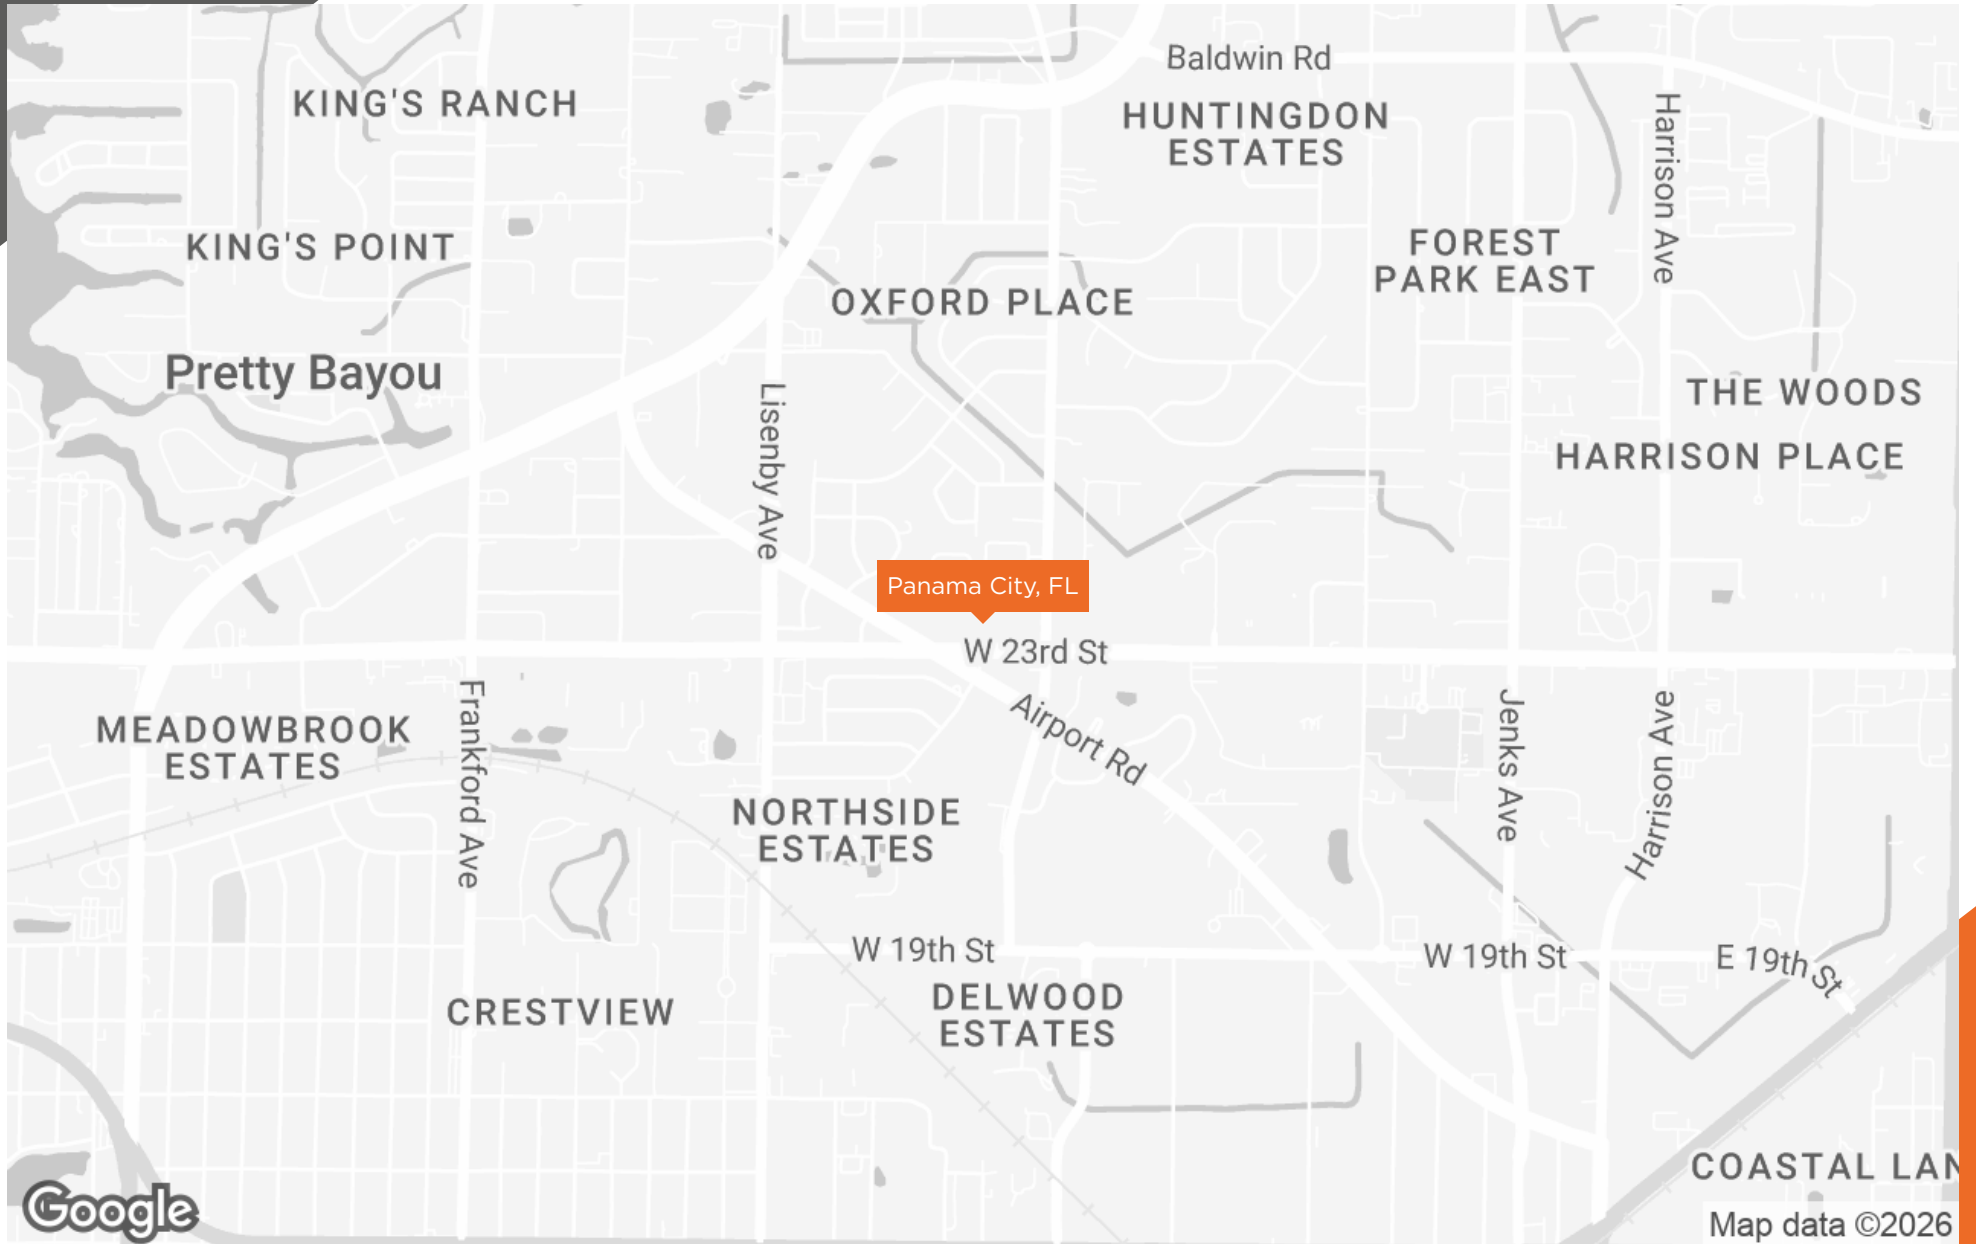 Baldwin Rd
KING'S RANCH
HUNTINGDON
ESTATES
Harrison Ave
KING'S POINT
FOREST
PARK EAST
OXFORD PLACE
Pretty Bayou
THE WOODS
Lisenby Ave
HARRISON PLACE
Panama City, FL
W 23rd St
Frankford Ave
Airport Rd
Jenks Ave
Harrison Ave
MEADOWBROOK
ESTATES
NORTHSIDE
ESTATES
W 19th St
W 19th St
E 19th St
CRESTVIEW
DELWOOD
ESTATES
COASTAL LAN
Google
Map data ©2026